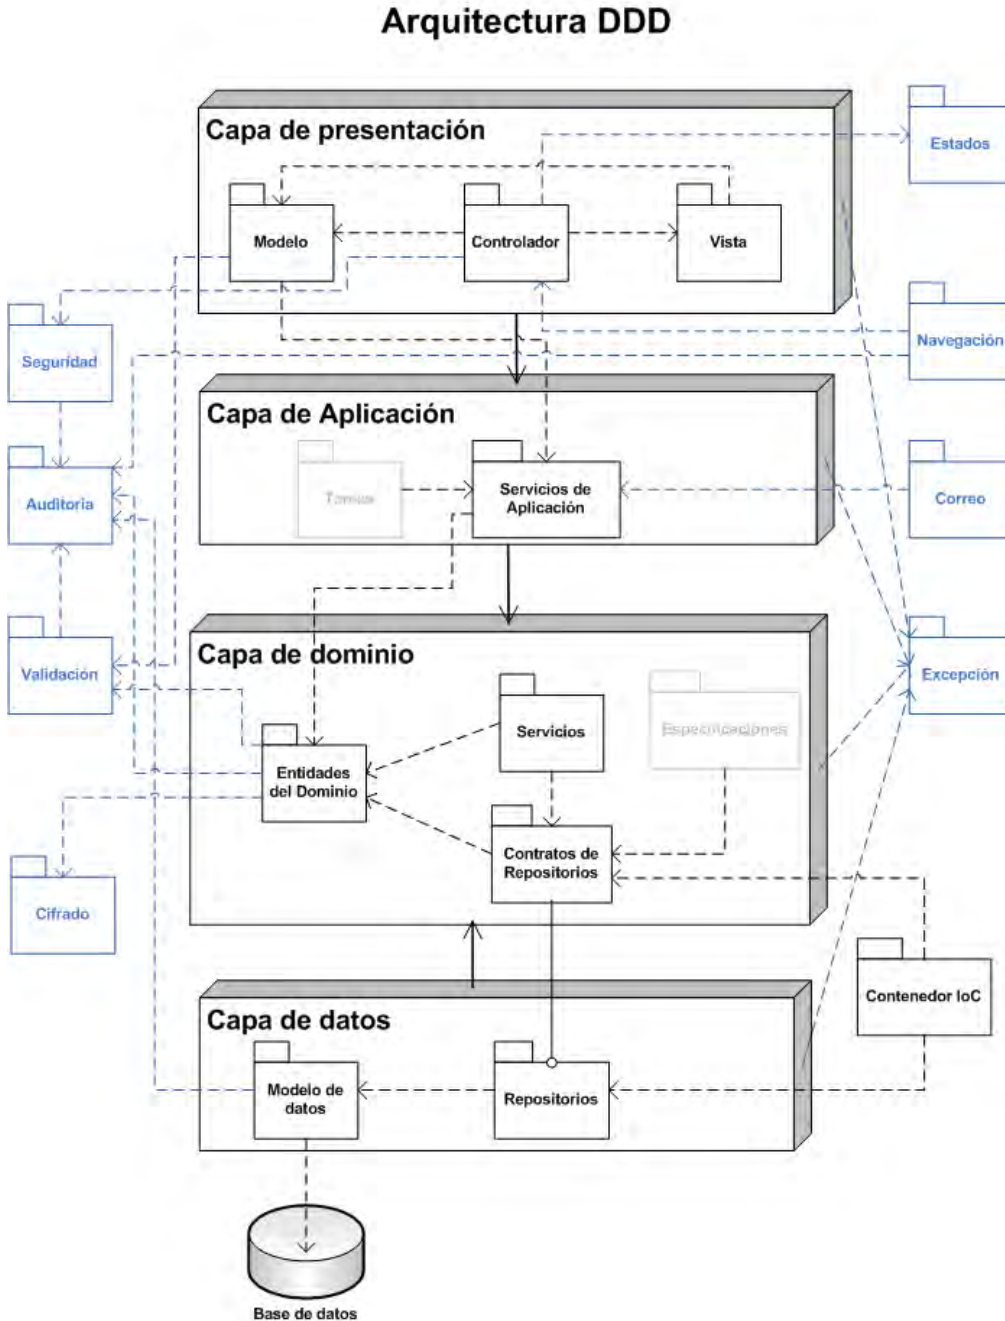 Arquitectura DDD
Capa de presentación
Estados
Modelo
Controlador
Vista
Seguridad
Navegación
Capa de Aplicación
Auditoria
Tareas
Servicios de
Aplicación
Correo
Capa de dominio
Validación
Servicios
Especificaciones
Excepción
Entidades
del Dominio
Contratos de
Repositorios
Cifrado
Contenedor IoC
Capa de datos
Modelo de
datos
Repositorios
Base de datos